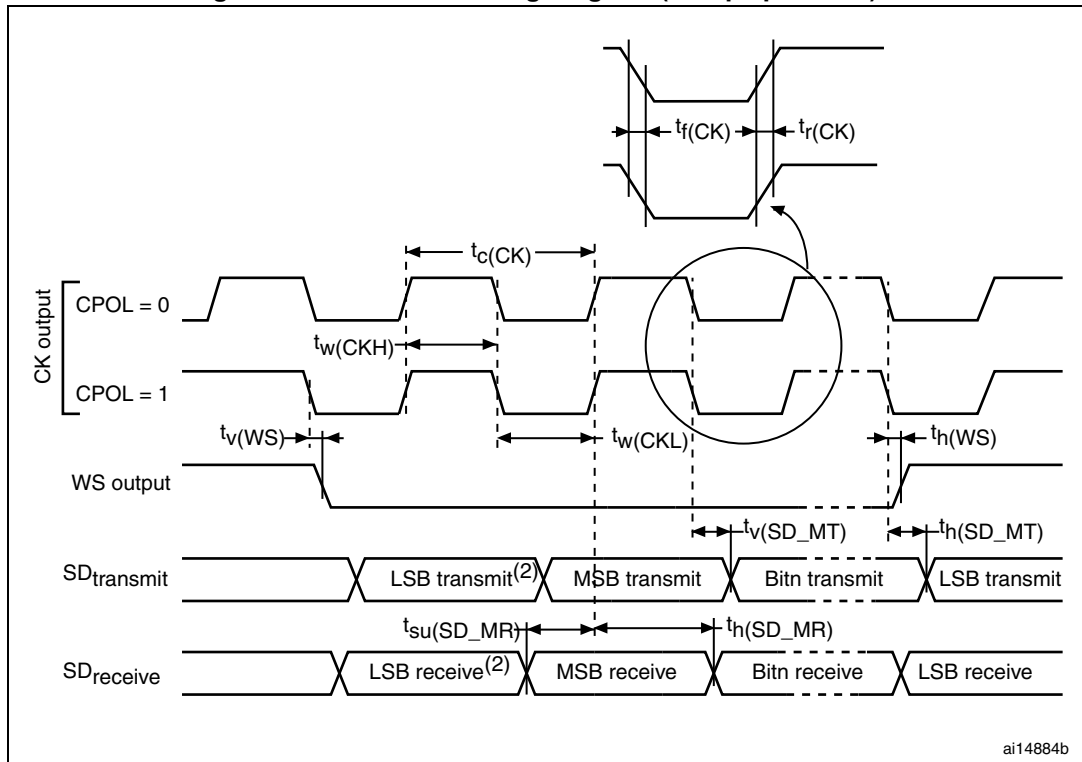 tf(CK)
tr(CK)
tc(CK)
CK output
CPOL = 0
tw(CKH)
CPOL = 1
tv(WS)
tw(CKL)
th(WS)
WS output
tv(SD_MT)
th(SD_MT)
SDtransmit
LSB transmit(2)
MSB transmit
Bitn transmit
LSB transmit
tsu(SD_MR)
th(SD_MR)
SDreceive
LSB receive(2)
MSB receive
Bitn receive
LSB receive
ai14884b